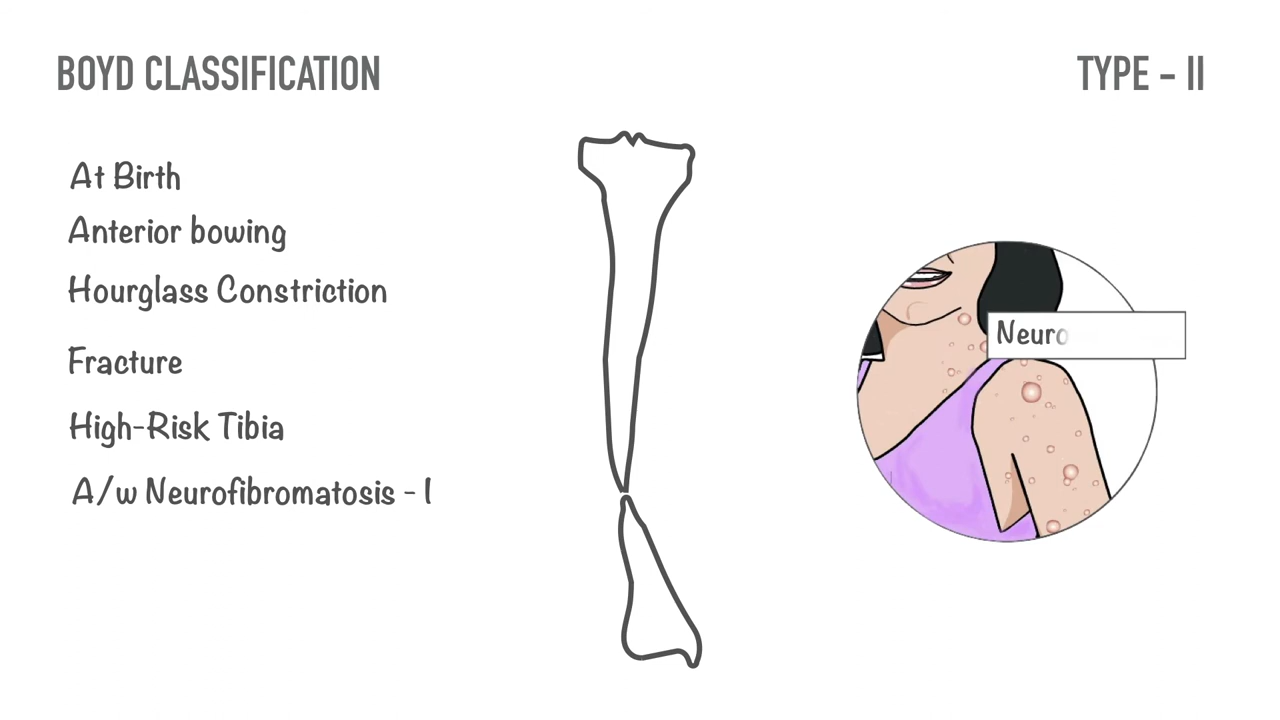 BOYD CLASSIFICATION
TYPE - II
At Birth
Anterior bowing
Hourglass Constriction
Fracture
High-Risk Tibia
A/w Neurofibromatosis - I
Neuro